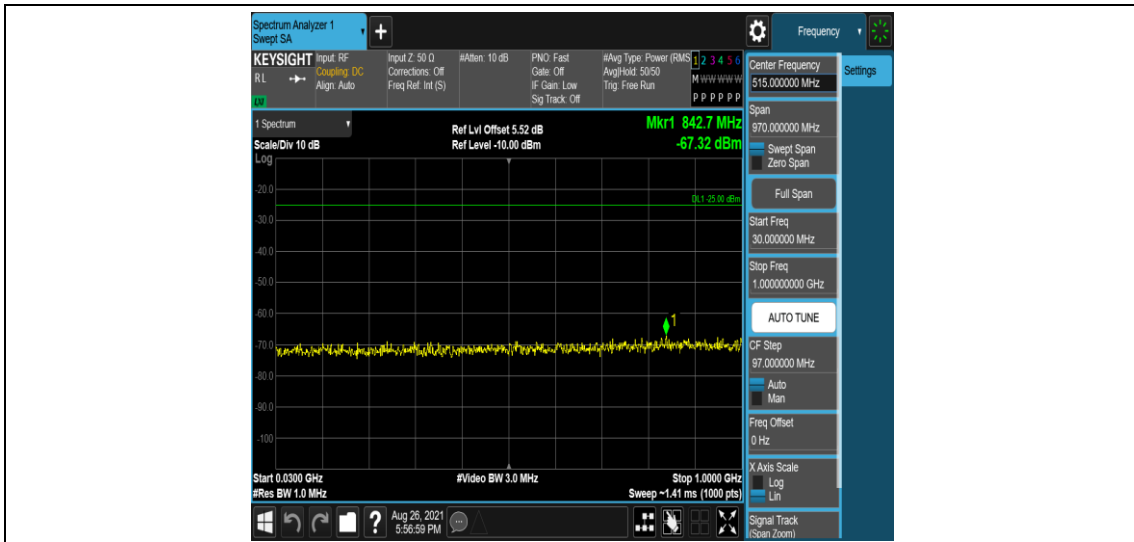 Spectrum Analyzer 1
Swept SA
+
Frequency
KEYSIGHT Input: RF
RL
Coupling: DC
Align: Auto
LM
Input Z: 50 Ω
Corrections: Off
Freq Ref: Int (S)
#Atten: 10 dB
PNO: Fast
Gate: Off
IF Gain: Low
Sig Track: Off
#Avg Type: Power (RMS
Avg|Hold: 50/50
Trig: Free Run
1 2 3 4 5 6
M W W W W W
P P P P P P
Center Frequency
515.000000 MHz
Settings
1 Spectrum
Scale/Div 10 dB
Ref Lvl Offset 5.52 dB
Ref Level -10.00 dBm
Mkr1 842.7 MHz
-67.32 dBm
Log
-20.0
DL1 -25.00 dBm
-30.0
-40.0
-50.0
-60.0
1
-70.0
-80.0
-90.0
-100
Start 0.0300 GHz
#Res BW 1.0 MHz
#Video BW 3.0 MHz
Stop 1.0000 GHz
Sweep ~1.41 ms (1000 pts)
Span
970.000000 MHz
Swept Span
Zero Span
Full Span
Start Freq
30.000000 MHz
Stop Freq
1.000000000 GHz
AUTO TUNE
CF Step
97.000000 MHz
Auto
Man
Freq Offset
0 Hz
X Axis Scale
Log
Lin
Signal Track
(Span Zoom)
?
Aug 26, 2021
5:56:59 PM